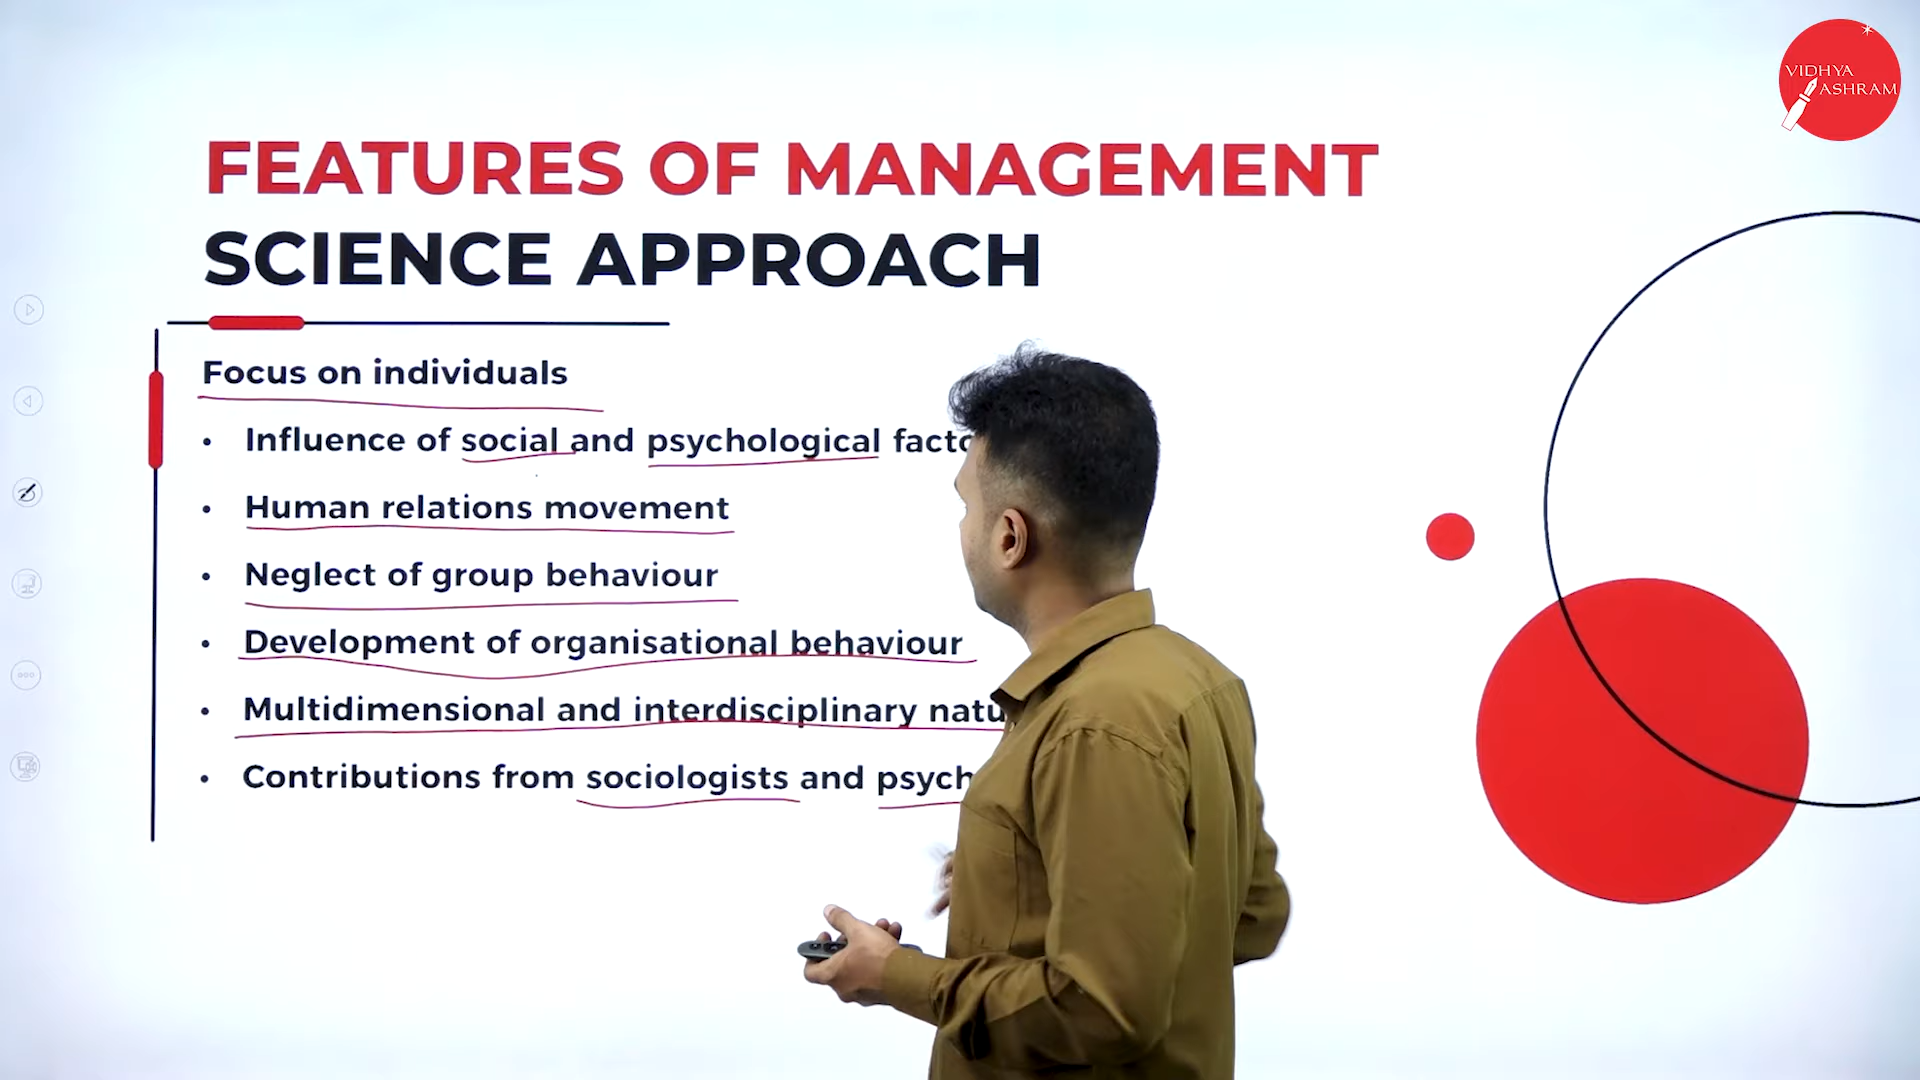 VIDHYA
ASHRAM
FEATURES OF MANAGEMENT
SCIENCE APPROACH
Focus on individuals
• Influence of social and psychological
• Human relations movement
• Neglect of group behaviour
• Development of organisational behaviour
• Multidimensional and interdisciplinary
• Contributions from sociologists and